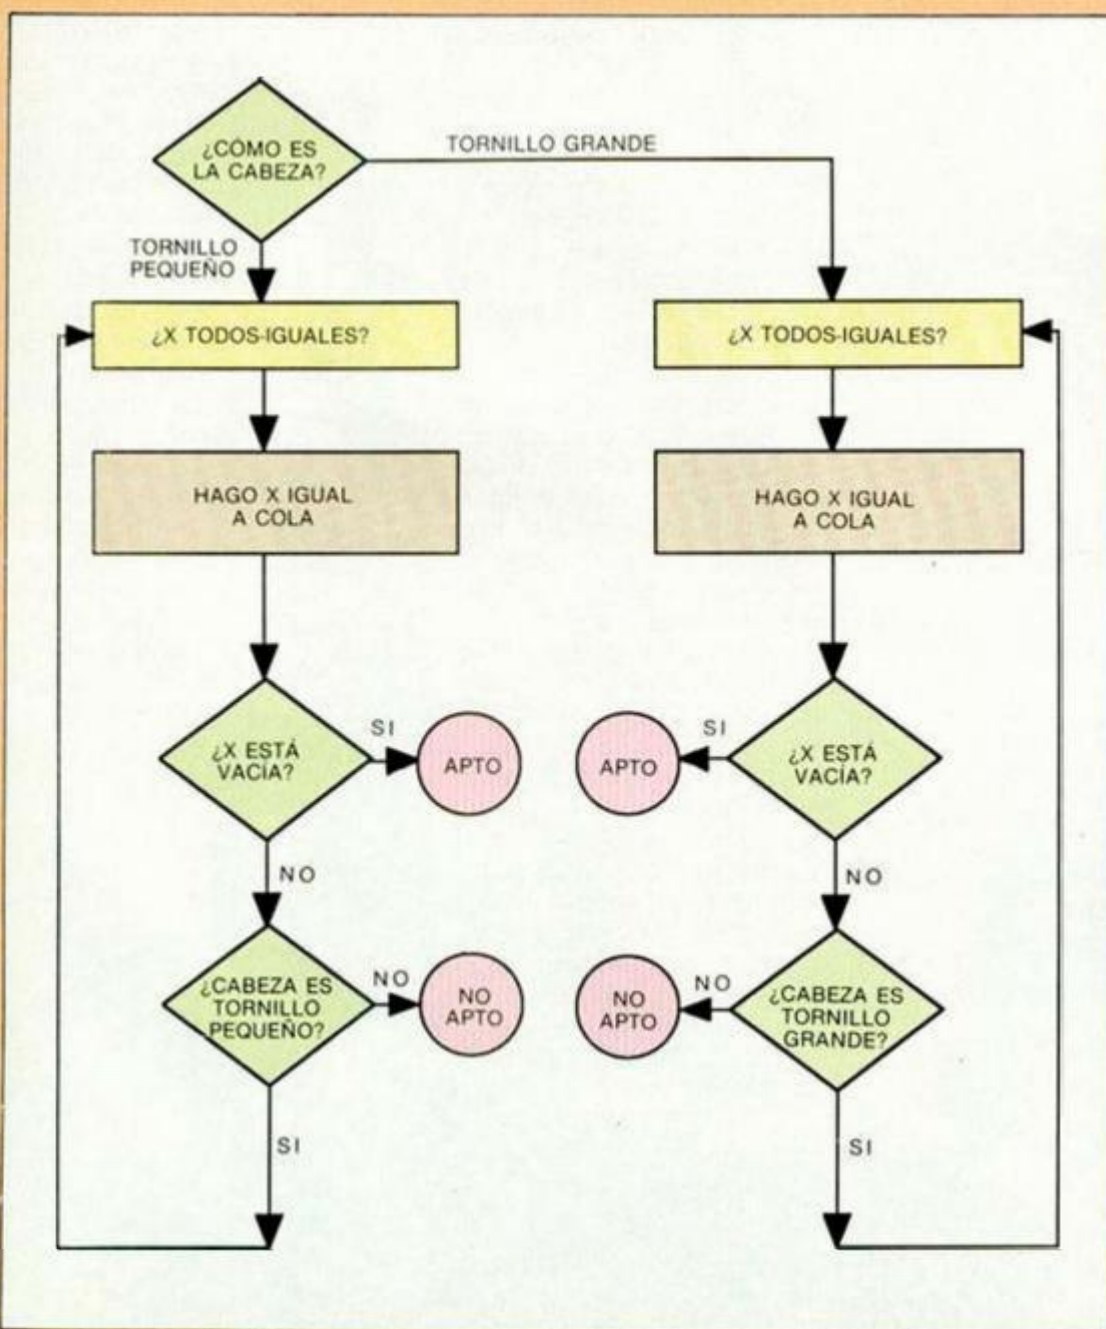 ¿CÓMO ES
LA CABEZA?
TORNILLO GRANDE
TORNILLO
PEQUEÑO
¿X TODOS-IGUALES?
¿X TODOS-IGUALES?
HAGO X IGUAL
A COLA
HAGO X IGUAL
A COLA
¿X ESTÁ
VACÍA?
SI
APTO
APTO
SI
¿X ESTÁ
VACÍA?
NO
NO
¿CABEZA ES
TORNILLO
PEQUEÑO?
NO
NO
APTO
NO
APTO
NO
¿CABEZA ES
TORNILLO
GRANDE?
SI
SI